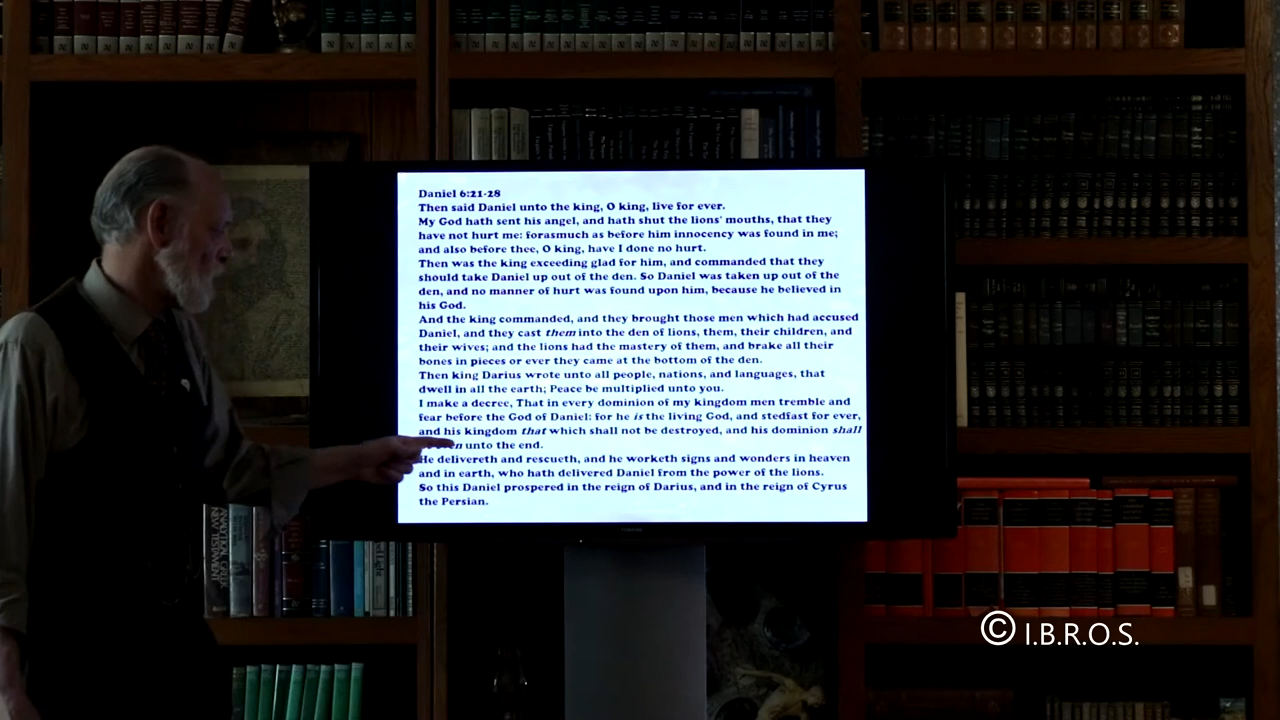 Daniel 6:21-28
Then said Daniel unto the king, O king, live for ever.
My God hath sent his angel, and hath shut the lions' mouths, that they
have not hurt me: forasmuch as before him innocency was found in me;
and also before thee, O king, have I done no hurt.
Then was the king exceeding glad for him, and commanded that they
should take Daniel up out of the den. So Daniel was taken up out of the
den, and no manner of hurt was found upon him, because he believed in
his God.
And the king commanded, and they brought those men which had accused
Daniel, and they cast them into the den of lions, them, their children, and
their wives; and the lions had the mastery of them, and brake all their
bones in pieces or ever they came at the bottom of the den.
Then king Darius wrote unto all people, nations, and languages, that
dwell in all the earth; Peace be multiplied unto you.
I make a decree, That in every dominion of my kingdom men tremble and
fear before the God of Daniel: for he is the living God, and stedfast for ever,
and his kingdom that which shall not be destroyed, and his dominion shall
unto the end.
He delivereth and rescueth, and he worketh signs and wonders in heaven
and in earth, who hath delivered Daniel from the power of the lions.
So this Daniel prospered in the reign of Darius, and in the reign of Cyrus
the Persian.
ANALYTICAL GREEK
NEW TESTAMENT
© I.B.R.O.S.